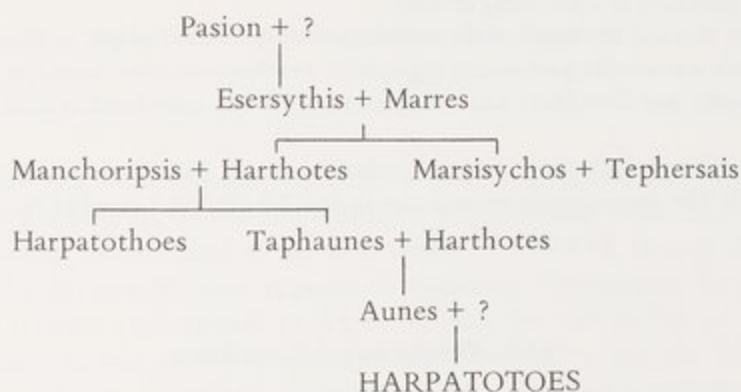 Pasion + ?
Esersythis + Marres
Manchoripsis + Harthotes Marsisychos + Tephersais
Harpatothoes Taphaunes + Harthotes
Aunes + ?
HARPATOTOES